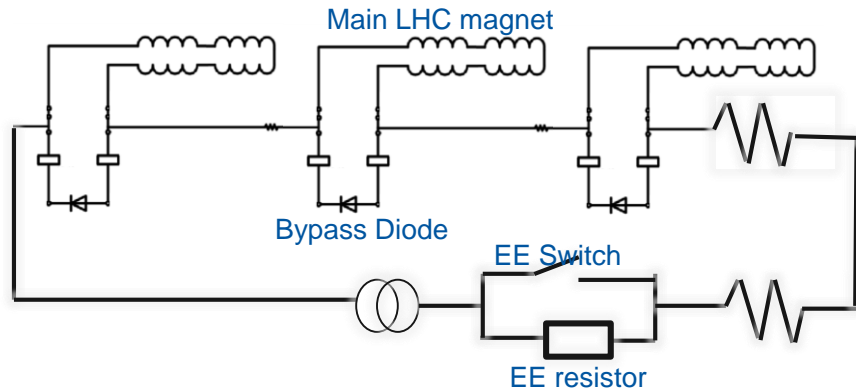 Main LHC magnet
Bypass Diode
EE Switch
EE resistor